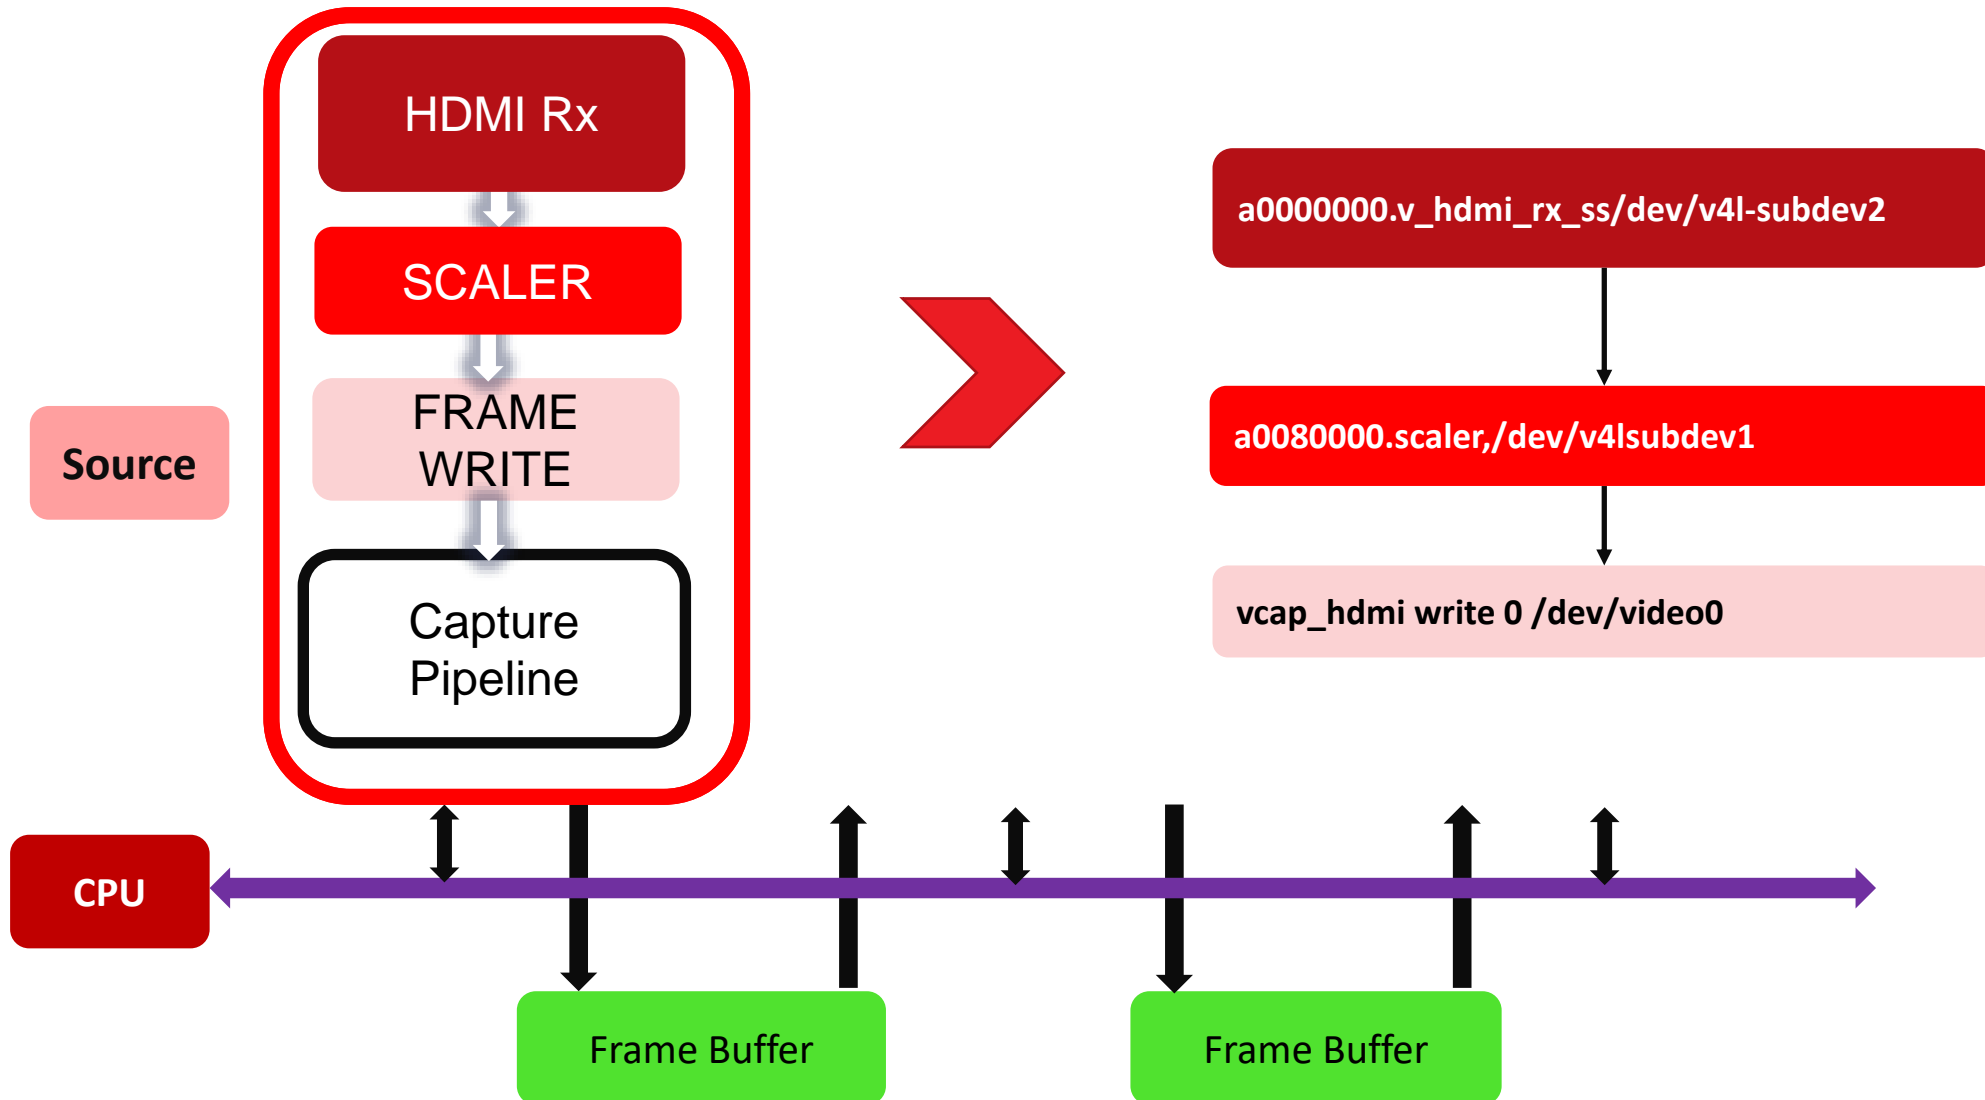 HDMI Rx
SCALER
FRAME
WRITE
Capture
Pipeline
Source
CPU
a0000000.v_hdmi_rx_ss/dev/v4l-subdev2
a0080000.scaler,/dev/v4lsubdev1
vcap_hdmi write 0 /dev/video0
Frame Buffer
Frame Buffer